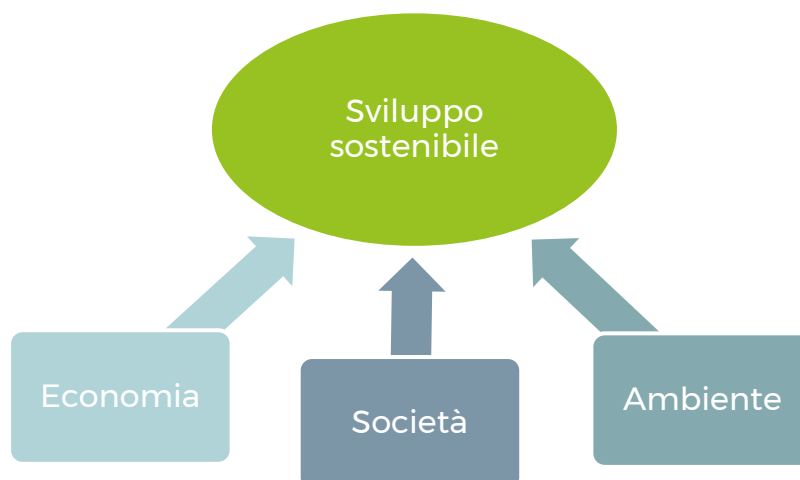 Sviluppo
sostenibile
Economia
Società
Ambiente